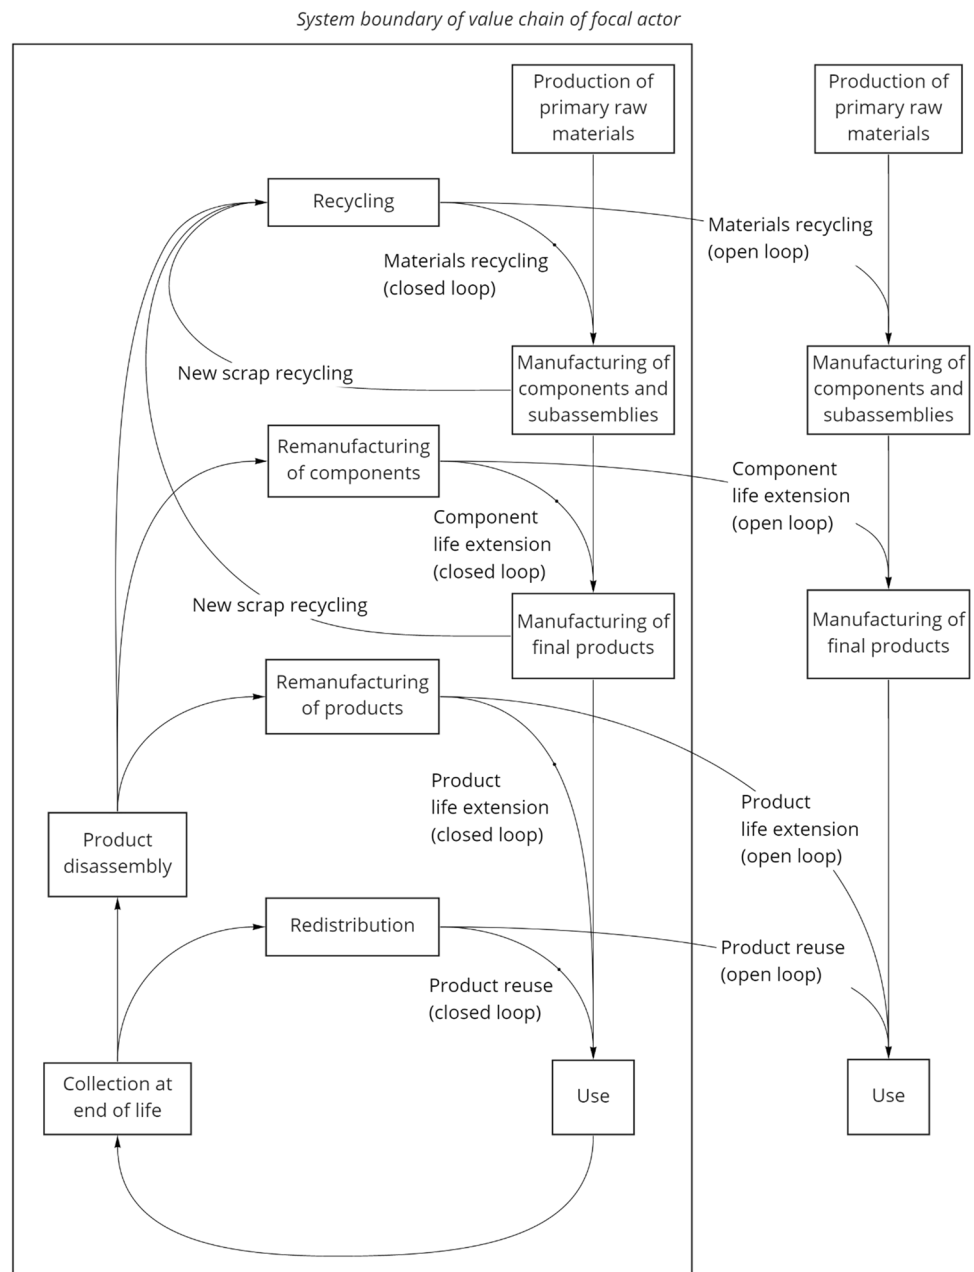 System boundary of value chain of focal actor
Production of
primary raw
materials
Production of
primary raw
materials
Recycling
Materials recycling
(open loop)
Materials recycling
(closed loop)
New scrap recycling
Manufacturing of
components and
subassemblies
Manufacturing of
components and
subassemblies
Remanufacturing
of components
Component
life extension
(open loop)
Component
life extension
(closed loop)
New scrap recycling
Manufacturing of
final products
Manufacturing of
final products
Remanufacturing
of products
Product
life extension
(closed loop)
Product
life extension
(open loop)
Product
disassembly
Redistribution
Product reuse
(open loop)
Product reuse
(closed loop)
Collection at
end of life
Use
Use